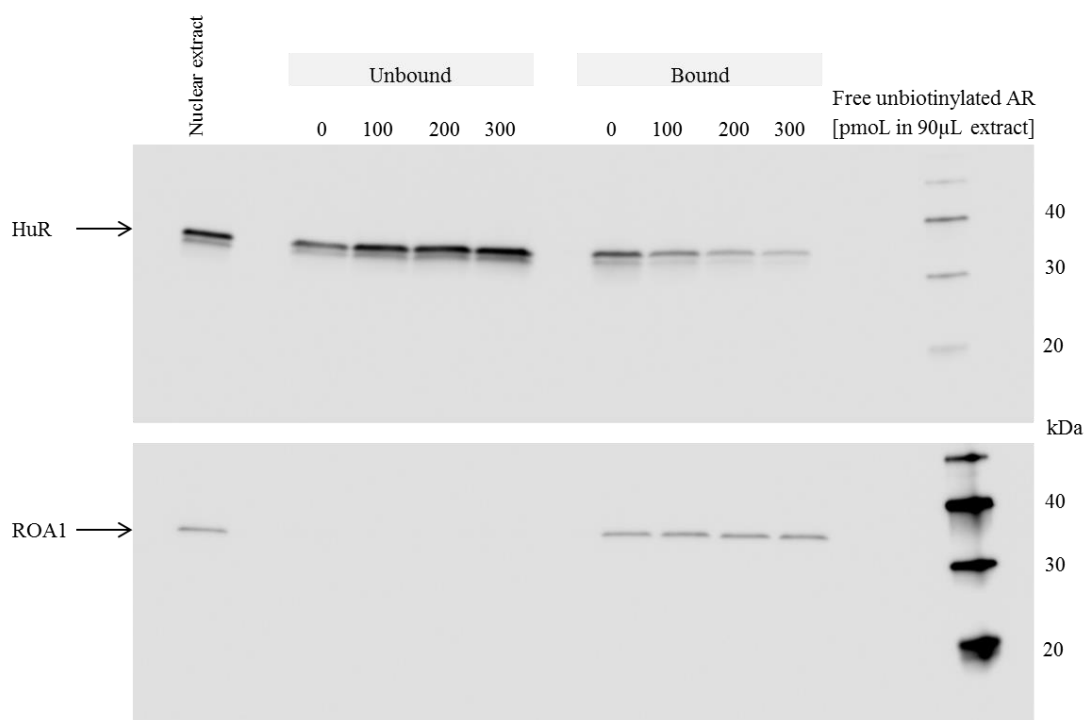 Nuclear extract
Unbound
Bound
Free unbiotinylated AR
0 100 200 300
0 100 200 300
[pmoL in 90µL extract]
HuR
40
30
20
kDa
ROA1
40
30
20